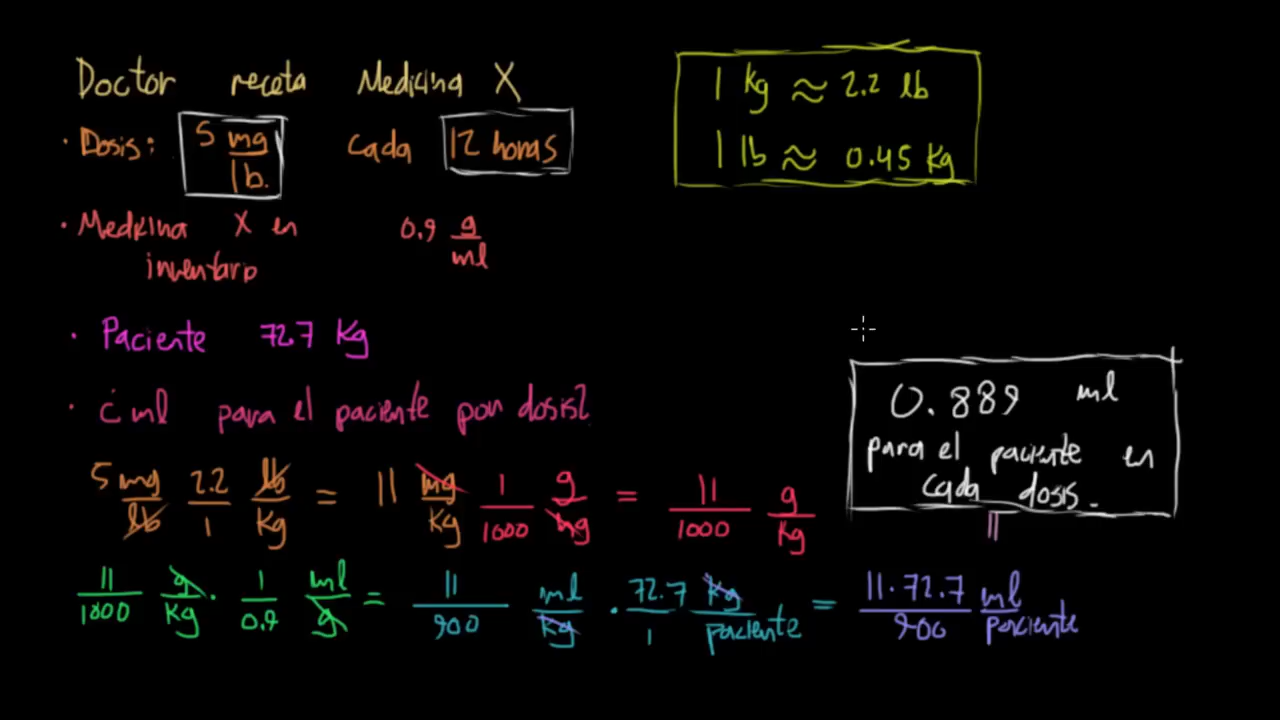 Doctor receta Medicina X
· Dosis: 5 mg/lb. cada 12 horas
· Medicina X en 0.9 g/ml
inventario
· Paciente 72.7 Kg
· ¿ml para el paciente por dosis?
5 mg/lb 2.2/1 lb/Kg = 11 mg/Kg 1/1000 g/mg = 11/1000 g/Kg
11/1000 g/Kg · 1/0.9 ml/g = 11/900 ml/Kg · 72.7/1 Kg/paciente = 11·72.7/900 ml/paciente
1 Kg ≈ 2.2 lb
1 lb ≈ 0.45 Kg
0.889 ml
para el paciente en
cada dosis.
=